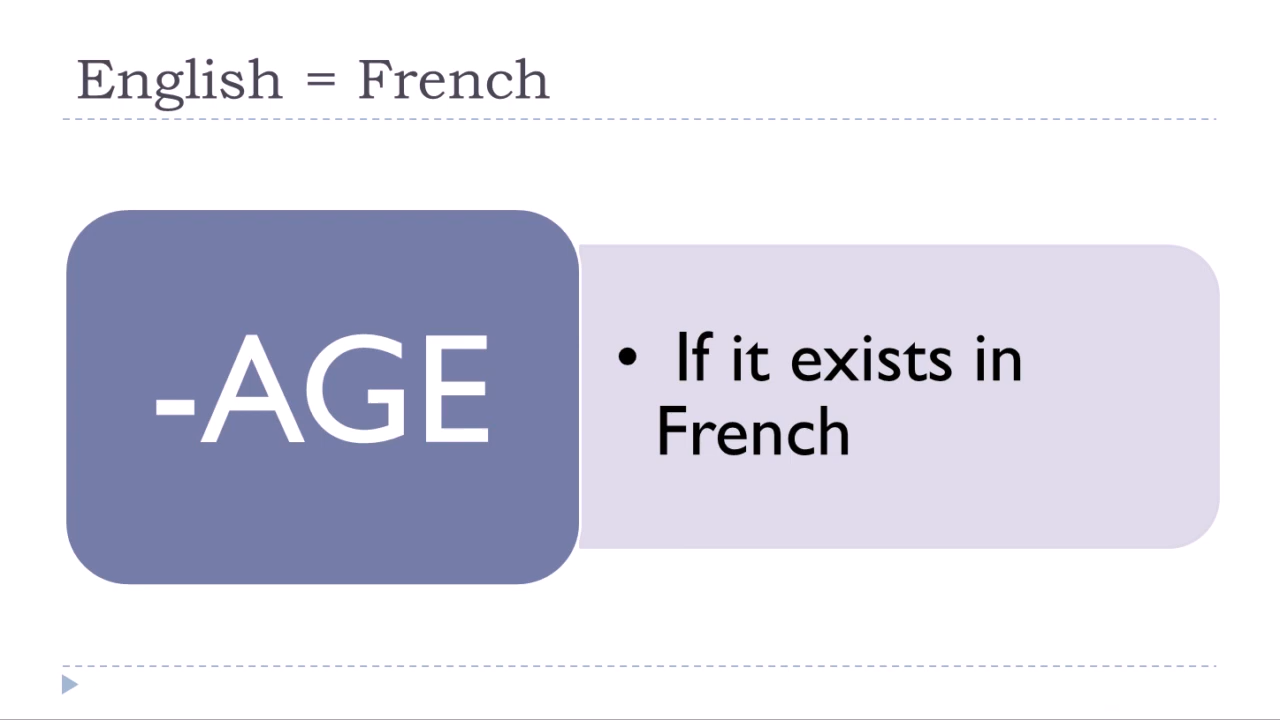 English = French
-AGE
• If it exists in
French